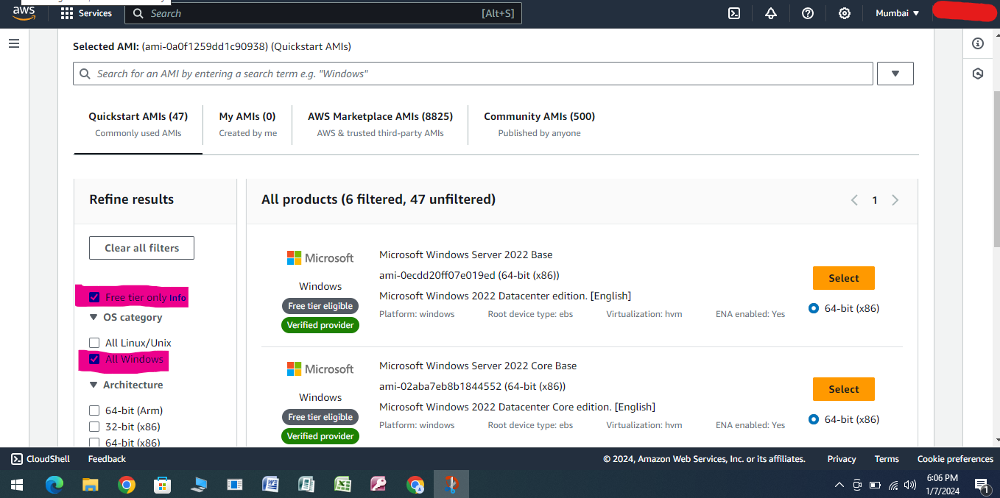 aws
Services
Search
[Alt+S]
Mumbai
Selected AMI: (ami-0a0f1259dd1c90938) (Quickstart AMIs)
Search for an AMI by entering a search term e.g. "Windows"
Quickstart AMIs (47)
Commonly used AMIs
My AMIs (0)
Created by me
AWS Marketplace AMIs (8825)
AWS & trusted third-party AMIs
Community AMIs (500)
Published by anyone
Refine results
Clear all filters
Free tier only Info
OS category
All Linux/Unix
All Windows
Architecture
64-bit (Arm)
32-bit (x86)
64-bit (x86)
All products (6 filtered, 47 unfiltered)
1
Microsoft
Windows
Free tier eligible
Verified provider
Microsoft Windows Server 2022 Base
ami-0ecdd20ff07e019ed (64-bit (x86))
Microsoft Windows 2022 Datacenter edition. [English]
Platform: windows Root device type: ebs Virtualization: hvm ENA enabled: Yes
Select
64-bit (x86)
Microsoft
Windows
Free tier eligible
Verified provider
Microsoft Windows Server 2022 Core Base
ami-02aba7eb8b1844552 (64-bit (x86))
Microsoft Windows 2022 Datacenter Core edition. [English]
Platform: windows Root device type: ebs Virtualization: hvm ENA enabled: Yes
Select
64-bit (x86)
CloudShell Feedback © 2024, Amazon Web Services, Inc. or its affiliates. Privacy Terms Cookie preferences
6:06 PM
1/7/2024
1